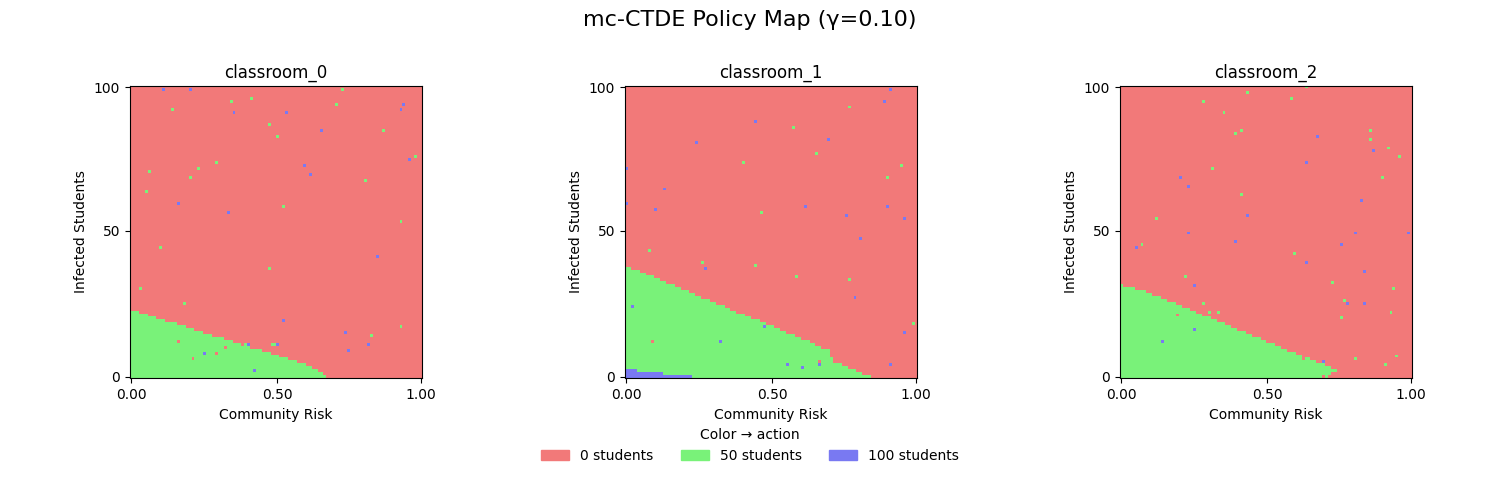 mc-CTDE Policy Map (γ=0.10)
classroom_0
classroom_1
classroom_2
100
50
0
Infected Students
0.00
0.50
1.00
Community Risk
100
50
0
Infected Students
0.00
0.50
1.00
Community Risk
100
50
0
Infected Students
0.00
0.50
1.00
Community Risk
Color → action
0 students
50 students
100 students